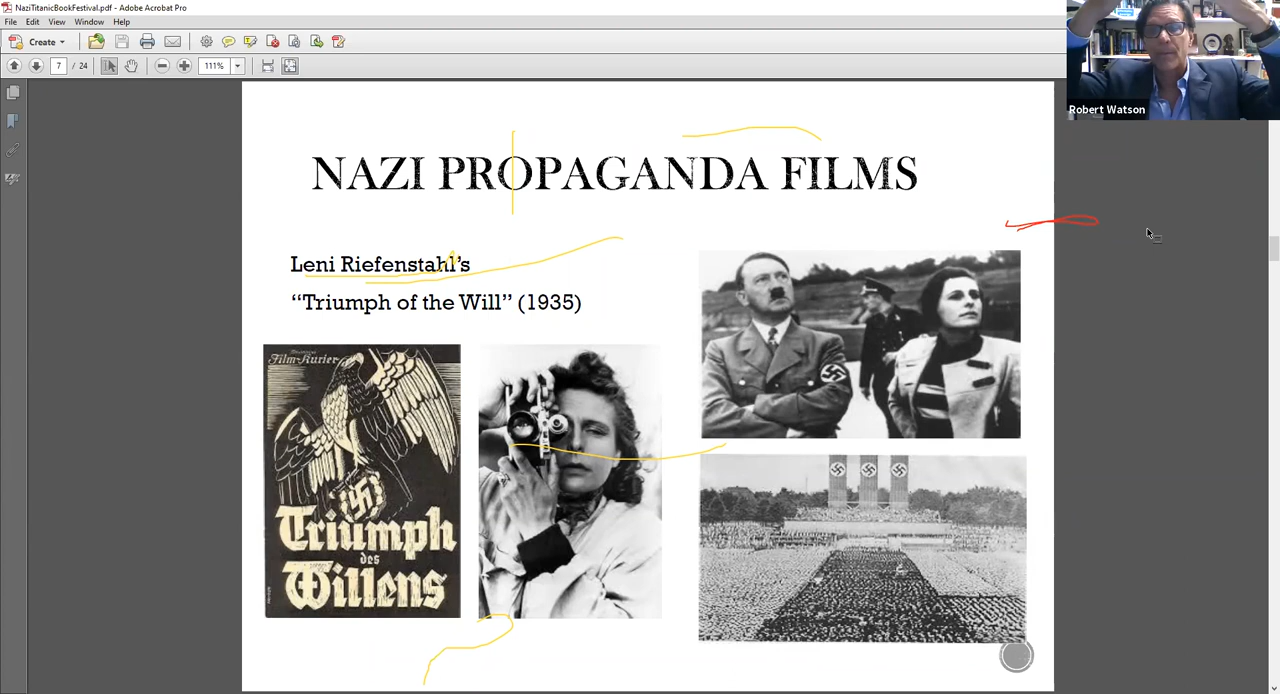 NaziTitanicBookFestival.pdf - Adobe Acrobat Pro
File Edit View Window Help
Create
7 / 24
111%
Robert Watson
NAZI PROPAGANDA FILMS
Leni Riefenstahl's
“Triumph of the Will” (1935)
Film-Kurier
Triumph
des
Willens